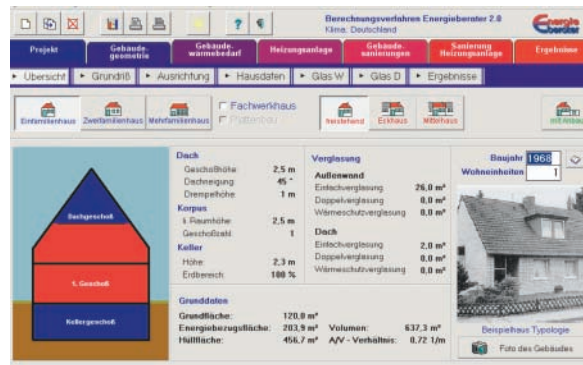 Berechnungsverfahren Energieberater 2.0
Klima: Deutschland
Energie
berater
Projekt
Gebäude-
geometrie
Gebäude-
wärmebedarf
Heizungsanlage
Gebäude-
sanierungen
Sanierung
Heizungsanlage
Ergebnisse
Übersicht
Grundriß
Ausrichtung
Hausdaten
Glas W
Glas D
Ergebnisse
Einfamilienhaus
Zweifamilienhaus
Mehrfamilienhaus
Fachwerkhaus
Plattenbau
freistehend
Eckhaus
Mittelhaus
mit Anbau
Dachgeschoß
1. Geschoß
Kellergeschoß
Dach
Geschoßhöhe 2,5 m
Dachneigung 45 °
Drempelhöhe 1 m
Korpus
l. Raumhöhe: 2,5 m
Geschoßzahl: 1
Keller
Höhe: 2,3 m
Erdbereich: 100 %
Verglasung
Außenwand
Einfachverglasung 26,0 m²
Doppelverglasung 0,0 m²
Wärmeschutzverglasung 0,0 m²
Dach
Einfachverglasung 2,0 m²
Doppelverglasung 0,0 m²
Wärmeschutzverglasung 0,0 m²
Grunddaten
Grundfläche: 120,0 m²
Energiebezugsfläche: 203,9 m² Volumen: 637,3 m³
Hüllfläche: 456,7 m² A/V - Verhältnis: 0,72 1/m
Baujahr 1968
Wohneinheiten 1
Beispielhaus Typologie
Foto des Gebäudes